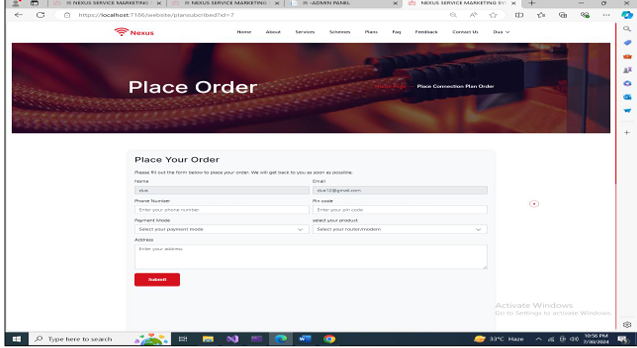 NEXUS SERVICE MARKETING
NEXUS SERVICE MARKETING
ADMIN PANEL
NEXUS SERVICE MARKETING SY
https://localhost:7166/website/plansubcribed?id=7
Nexus
Home About Services Schemes Plans Faq Feedback Contact Us Dua
Place Order
Place Connection Plan Order
Place Your Order
Please fill out the form below to place your order. We will get back to you as soon as possible.
Name Email
dua dua12@gmail.com
Phone Number Pin code
Enter your phone number Enter your pin code
Payment Mode select your product
Select your payment mode Select your router/modem
Address
Enter your address
Submit
Activate Windows
Go to Settings to activate Windows.
Type here to search
33°C Haze
10:56 PM
7/30/2024